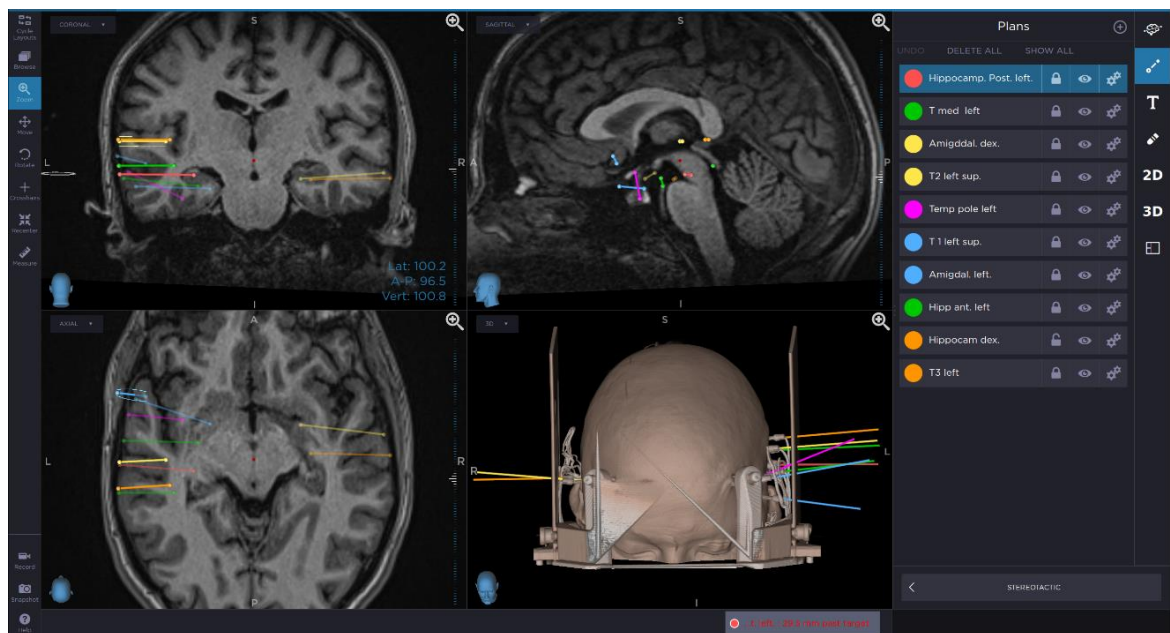 Cycle
Layouts
Browse
Zoom
Move
Rotate
Crosshairs
Recenter
Measure
Record
Snapshot
Help
CORONAL
S
L
R
I
Lat: 100.2
A-P: 96.5
Vert: 100.8
SAGITTAL
S
A
P
I
AXIAL
A
L
R
P
3D
S
R
L
I
Plans
UNDO DELETE ALL SHOW ALL
Hippocamp. Post. left.
T med left
Amigddal. dex.
T2 left sup.
Temp pole left
T 1 left sup.
Amigdal. left.
Hipp ant. left
Hippocam dex.
T3 left
T
2D
3D
STEREOTACTIC
mm past target